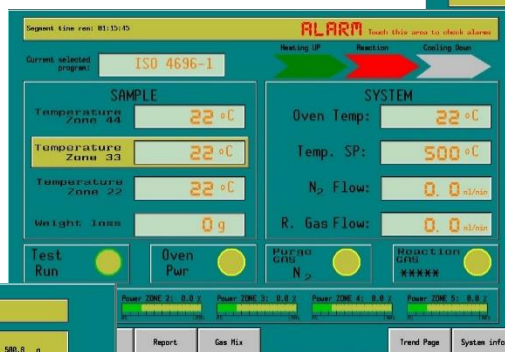 Segment time rem: 01:15:45
ALARM Touch this area to check alarms
Current selected program: ISO 4696-1
Heating UP Reaction Cooling Down
SAMPLE
Temperature Zone 44 22 °C
Temperature Zone 33 22 °C
Temperature Zone 22 22 °C
Weight loss 0 g
SYSTEM
Oven Temp: 22 °C
Temp. SP: 500 °C
N₂ Flow: 0. 0 nl/min
R. Gas Flow: 0. 0 nl/min
Test Run
Oven Pwr
Purge GAS N₂
Reaction GAS *****
Power ZONE 2: 0.0 %
Power ZONE 3: 0.0 %
Power ZONE 4: 0.0 %
Power ZONE 5: 0.0 %
500.0 g
Report
Gas Mix
Trend Page
System info